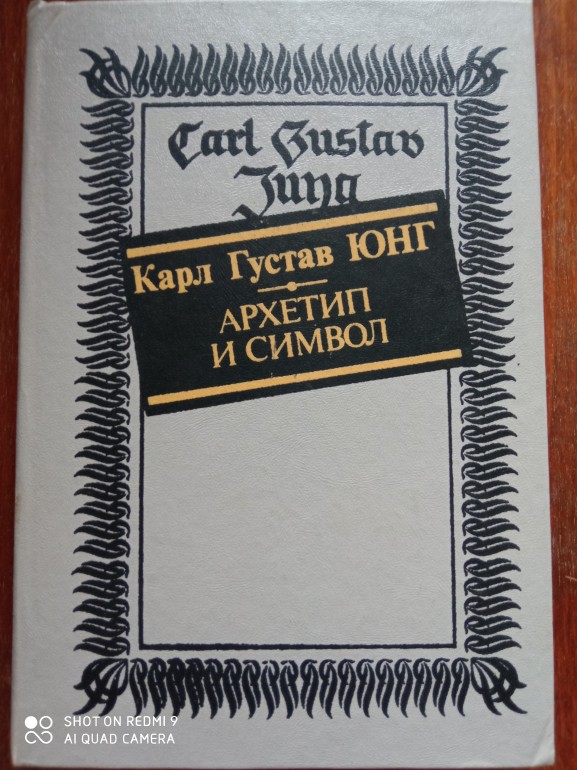 Carl Gustav
Jung
Карл Густав ЮНГ
АРХЕТИП
И СИМВОЛ
SHOT ON REDMI 9
AI QUAD CAMERA